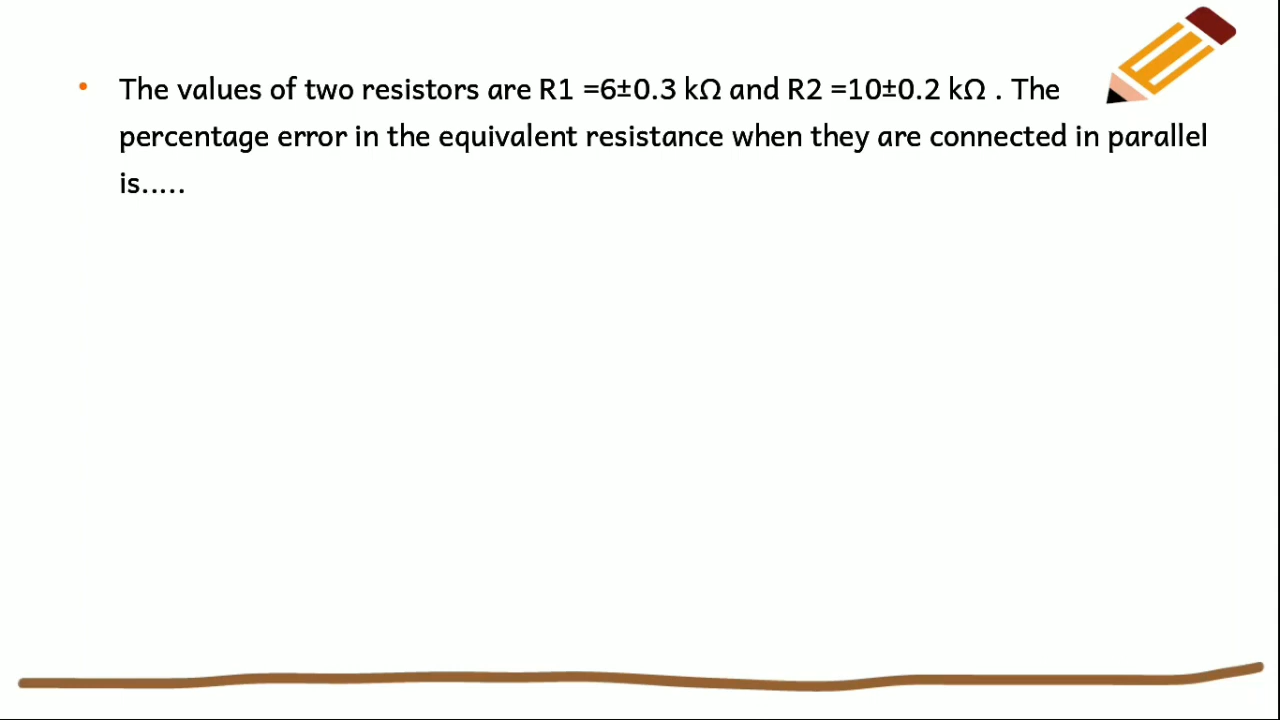 • The values of two resistors are R1 =6±0.3 kΩ and R2 =10±0.2 kΩ . The
percentage error in the equivalent resistance when they are connected in parallel
is.....